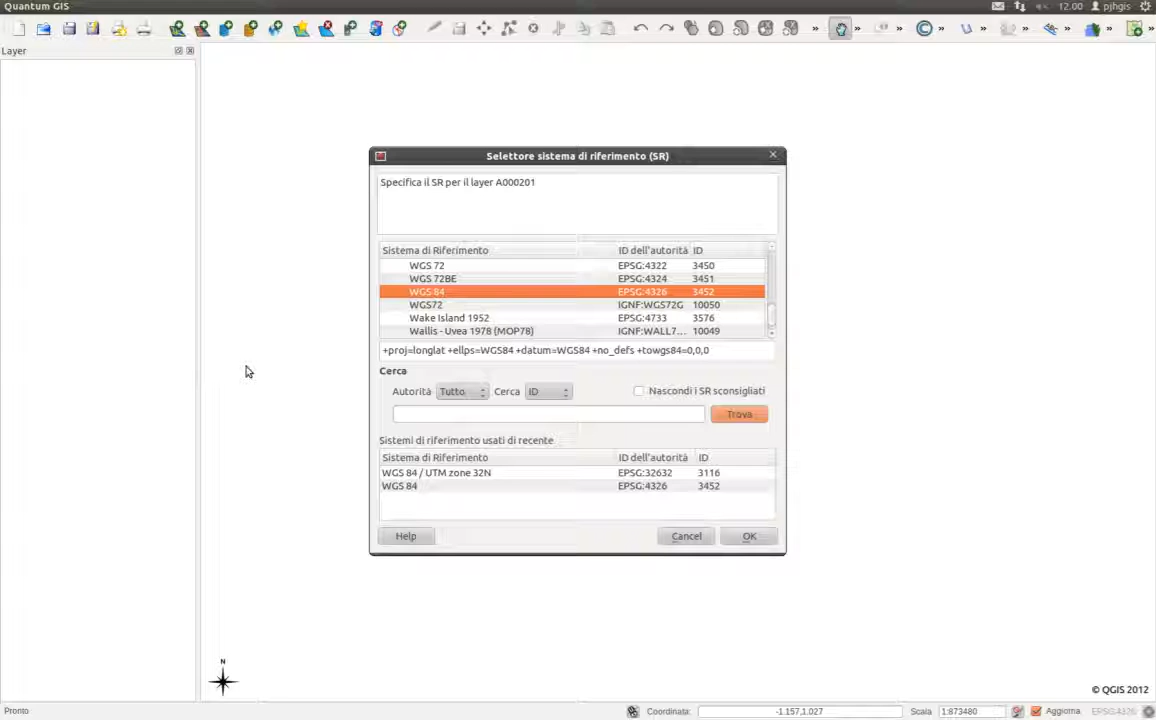 Quantum GIS
12.00 pjhgis
Layer
Selettore sistema di riferimento (SR)
Specifica il SR per il layer A000201
Sistema di Riferimento ID dell'autorità ID
WGS 72 EPSG:4322 3450
WGS 72BE EPSG:4324 3451
WGS 84 EPSG:4326 3452
WGS72 IGNF:WGS72G 10050
Wake Island 1952 EPSG:4733 3576
Wallis - Uvea 1978 (MOP78) IGNF:WALL7... 10049
+proj=longlat +ellps=WGS84 +datum=WGS84 +no_defs +towgs84=0,0,0
Cerca
Autorità Tutto Cerca ID Nascondi i SR sconsigliati
Trova
Sistemi di riferimento usati di recente
Sistema di Riferimento ID dell'autorità ID
WGS 84 / UTM zone 32N EPSG:32632 3116
WGS 84 EPSG:4326 3452
Help Cancel OK
N
© QGIS 2012
Pronto Coordinata: -1.157,1.027 Scala 1:873480 Aggiorna EPSG:4326